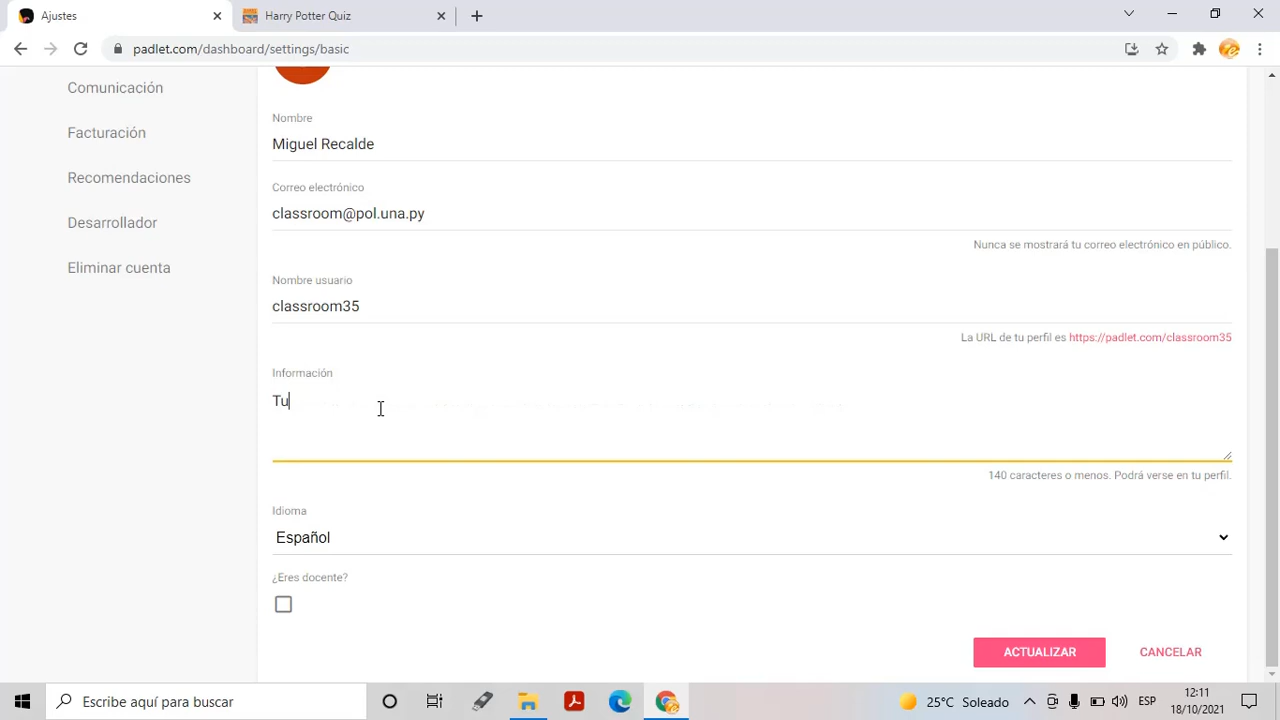 Ajustes
Harry Potter Quiz
padlet.com/dashboard/settings/basic
Comunicación
Facturación
Recomendaciones
Desarrollador
Eliminar cuenta
Nombre
Miguel Recalde
Correo electrónico
classroom@pol.una.py
Nunca se mostrará tu correo electrónico en público.
Nombre usuario
classroom35
La URL de tu perfil es https://padlet.com/classroom35
Información
Tu
140 caracteres o menos. Podrá verse en tu perfil.
Idioma
Español
¿Eres docente?
ACTUALIZAR CANCELAR
Escribe aquí para buscar
25°C Soleado
ESP
12:11
18/10/2021